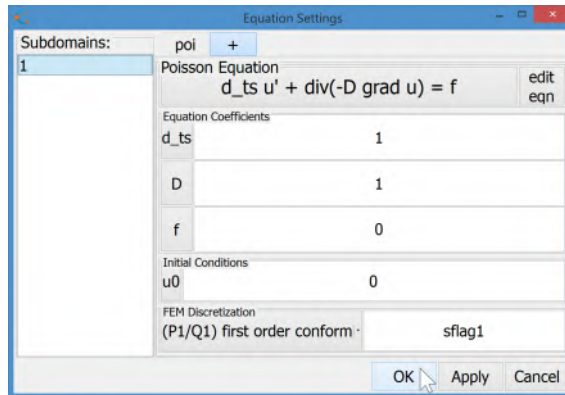 Equation Settings
Subdomains:
1
poi +
Poisson Equation
d_ts u' + div(-D grad u) = f
edit
eqn
Equation Coefficients
d_ts 1
D 1
f 0
Initial Conditions
u0 0
FEM Discretization
(P1/Q1) first order conform sflag1
OK Apply Cancel